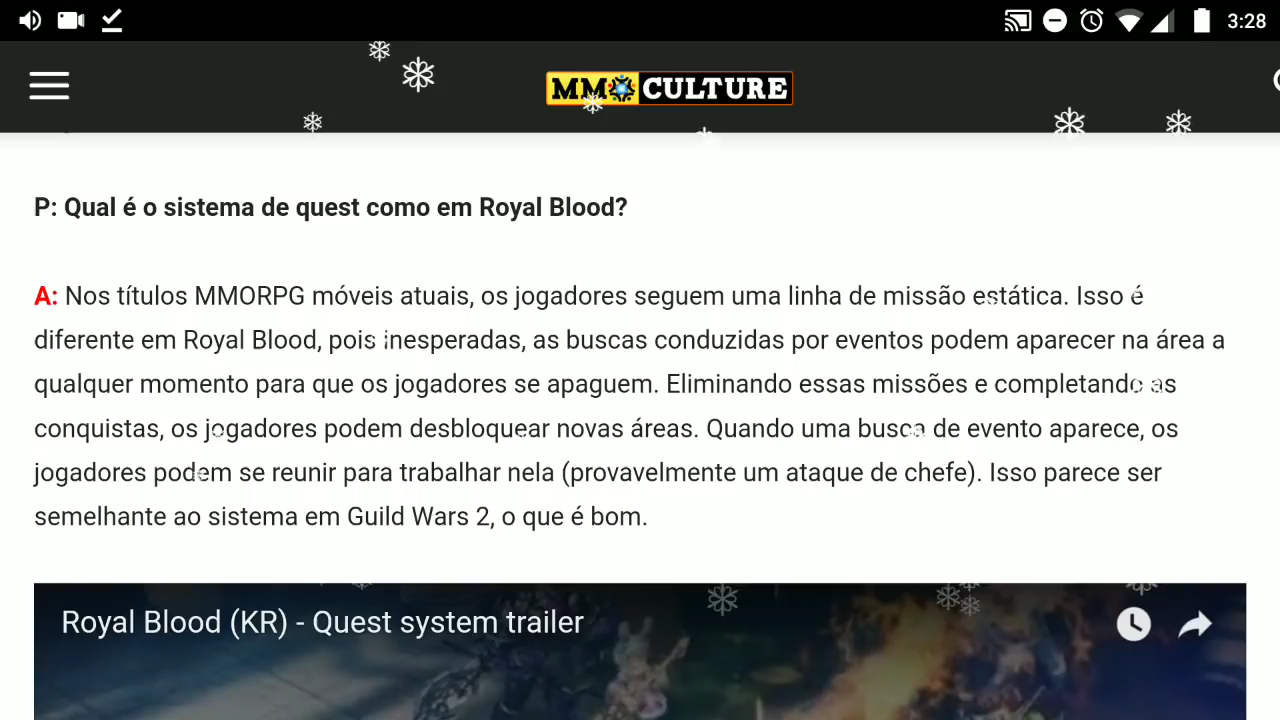 3:28
MMOCULTURE
P: Qual é o sistema de quest como em Royal Blood?
A: Nos títulos MMORPG móveis atuais, os jogadores seguem uma linha de missão estática. Isso é
diferente em Royal Blood, pois inesperadas, as buscas conduzidas por eventos podem aparecer na área a
qualquer momento para que os jogadores se apaguem. Eliminando essas missões e completando as
conquistas, os jogadores podem desbloquear novas áreas. Quando uma busca de evento aparece, os
jogadores podem se reunir para trabalhar nela (provavelmente um ataque de chefe). Isso parece ser
semelhante ao sistema em Guild Wars 2, o que é bom.
Royal Blood (KR) - Quest system trailer